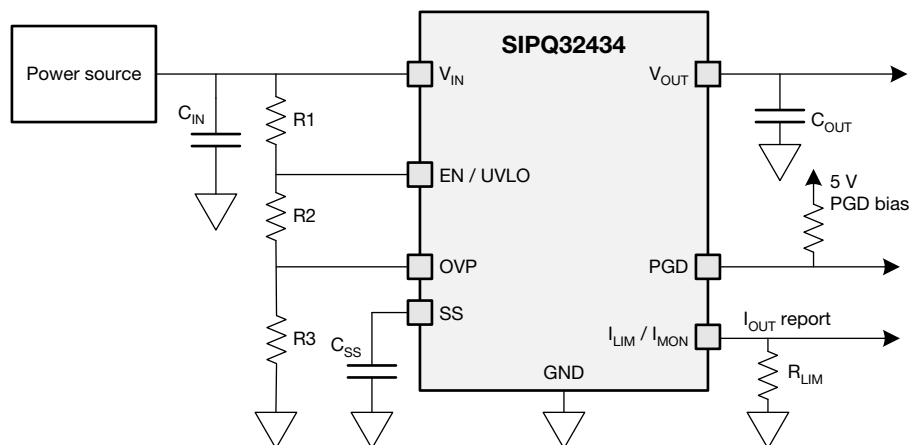 SIPQ32434
Power source
V_IN
V_OUT
C_IN
R1
C_OUT
EN / UVLO
5 V
PGD bias
R2
OVP
PGD
SS
R3
C_SS
I_LIM / I_MON
I_OUT report
R_LIM
GND